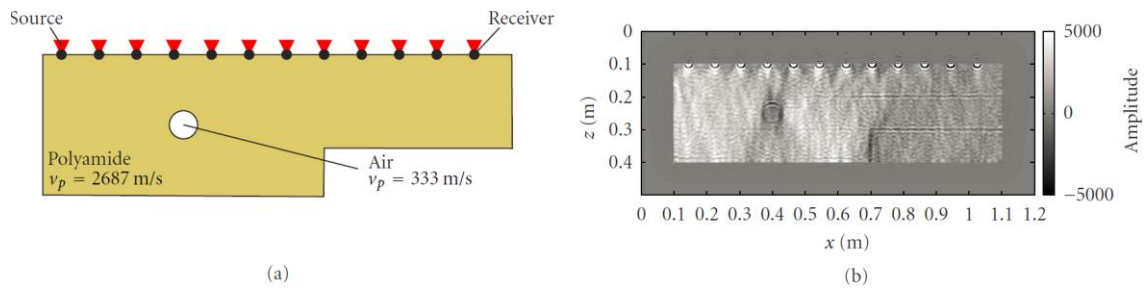 Source
Receiver
Polyamide
νp = 2687 m/s
Air
νp = 333 m/s
(a)
0
0.1
0.2
0.3
0.4
z (m)
0 0.1 0.2 0.3 0.4 0.5 0.6 0.7 0.8 0.9 1 1.1 1.2
x (m)
5000
0
−5000
Amplitude
(b)